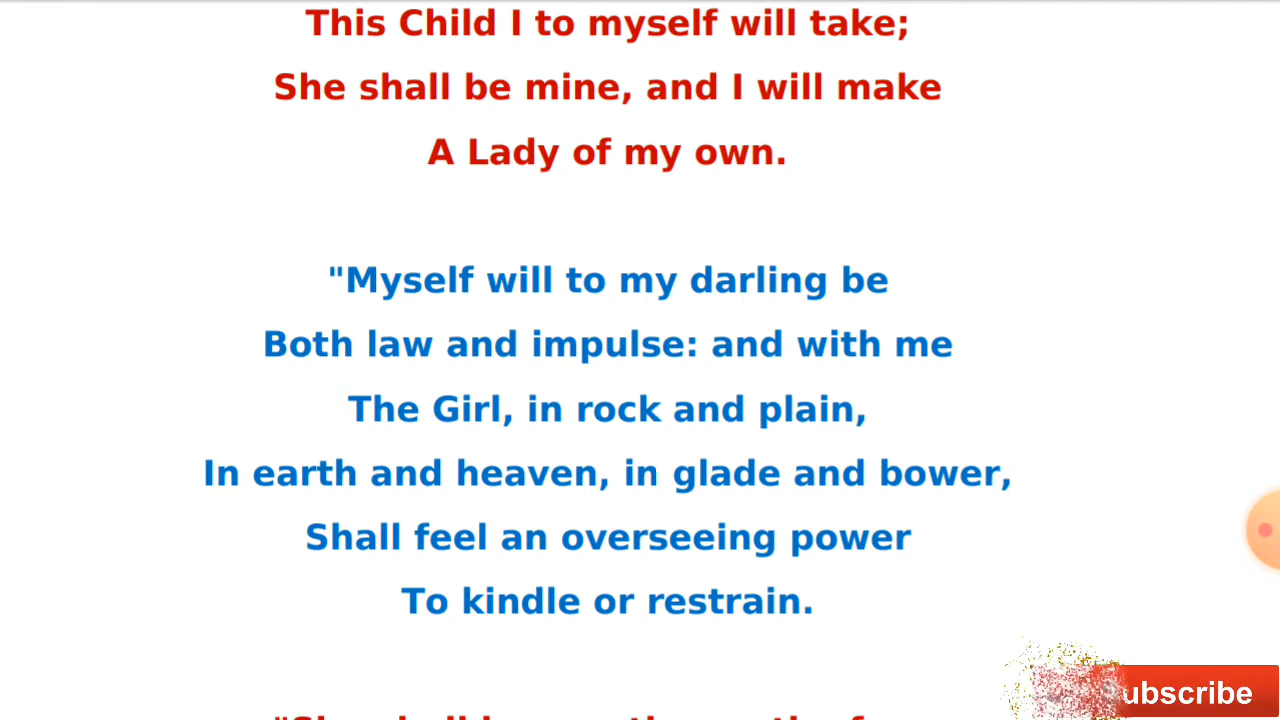 This Child I to myself will take;
She shall be mine, and I will make
A Lady of my own.
"Myself will to my darling be
Both law and impulse: and with me
The Girl, in rock and plain,
In earth and heaven, in glade and bower,
Shall feel an overseeing power
To kindle or restrain.
ubscribe